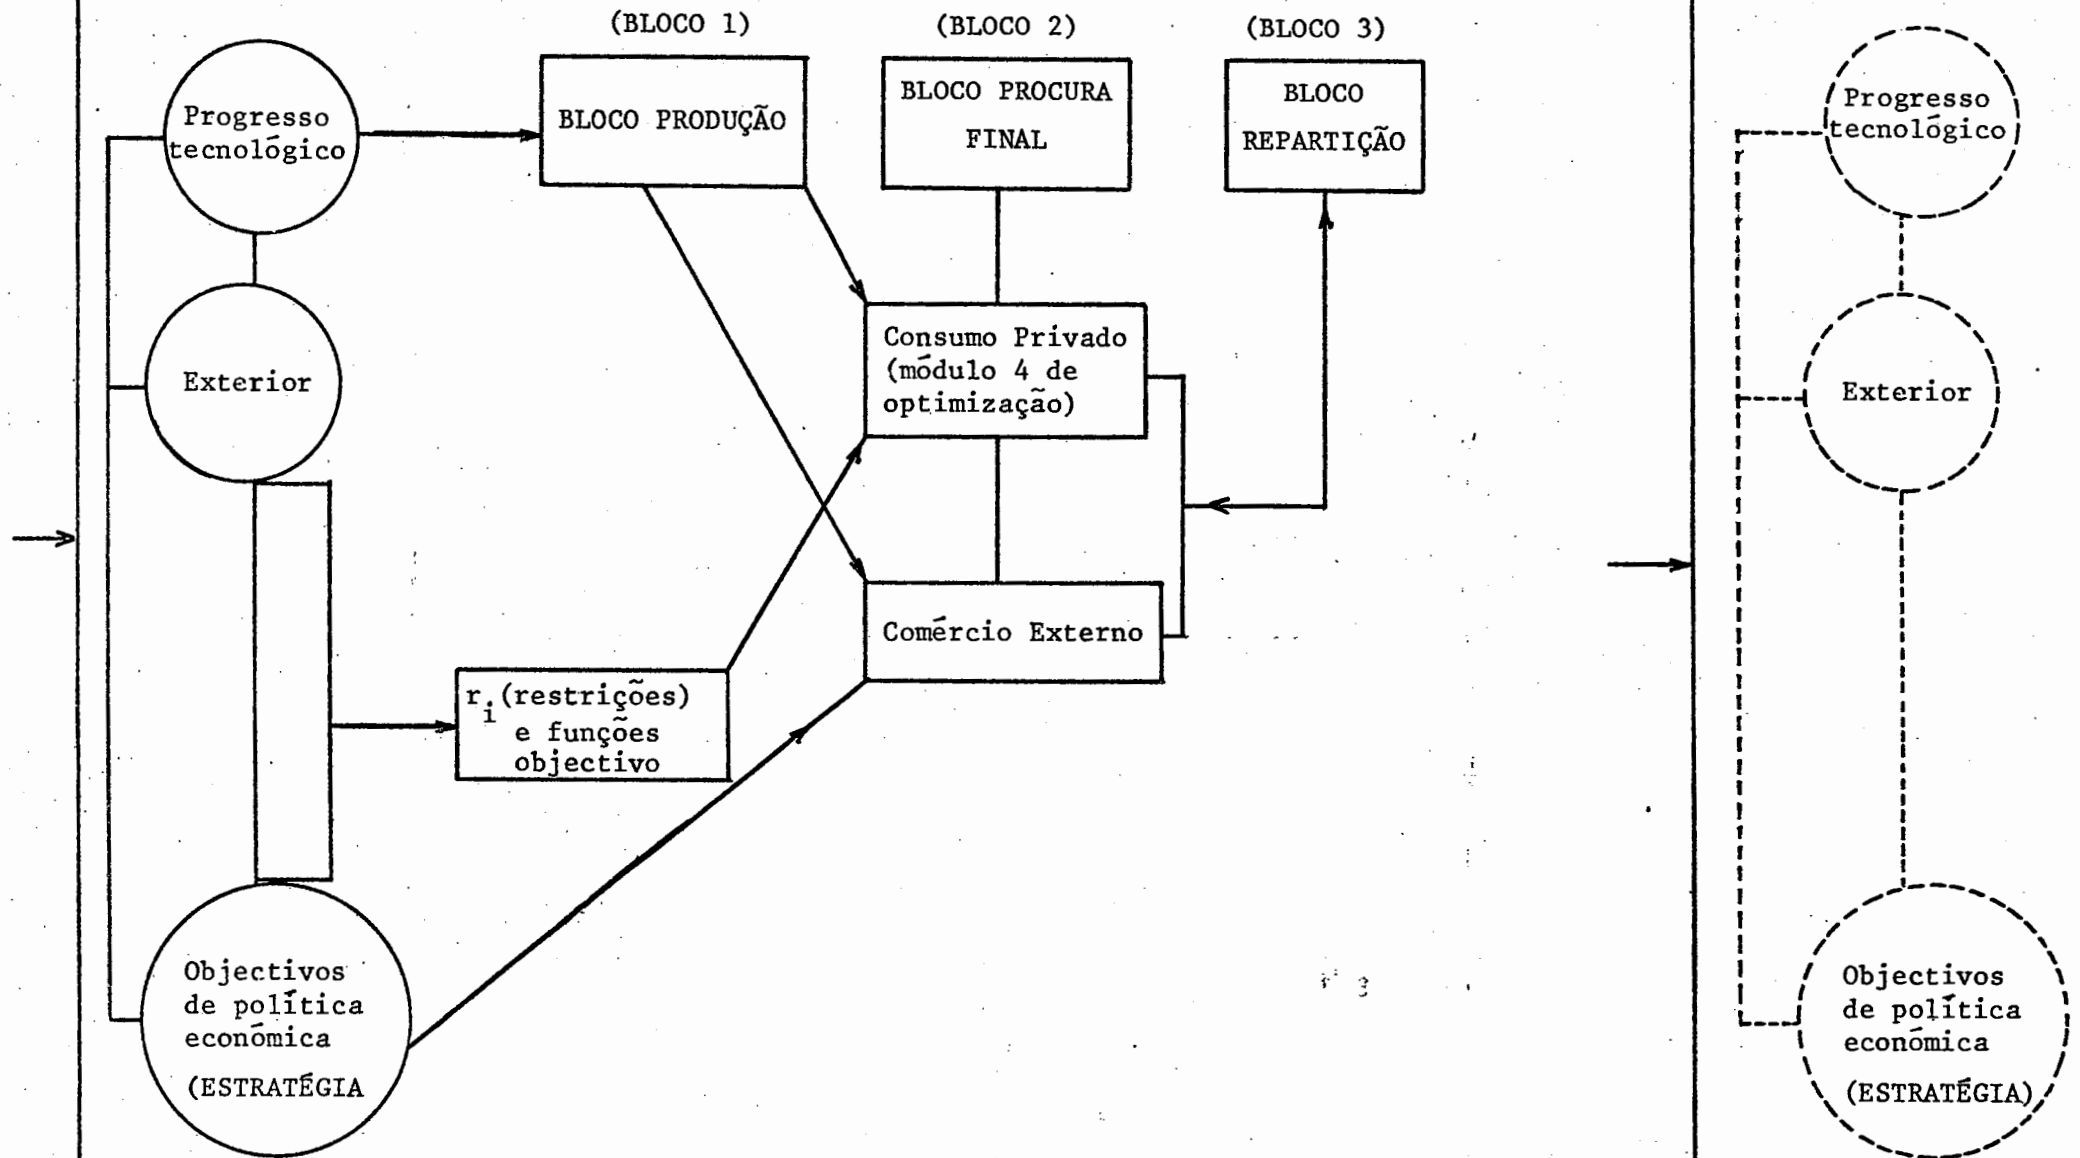 (BLOCO 1)
(BLOCO 2)
(BLOCO 3)
Progresso
tecnológico
BLOCO PRODUÇÃO
BLOCO PROCURA
FINAL
BLOCO
REPARTIÇÃO
Exterior
Consumo Privado
(módulo 4 de
optimização)
Comércio Externo
r_i (restrições)
e funções
objectivo
Objectivos
de política
económica
(ESTRATÉGIA
Progresso
tecnológico
Exterior
Objectivos
de política
económica
(ESTRATÉGIA)